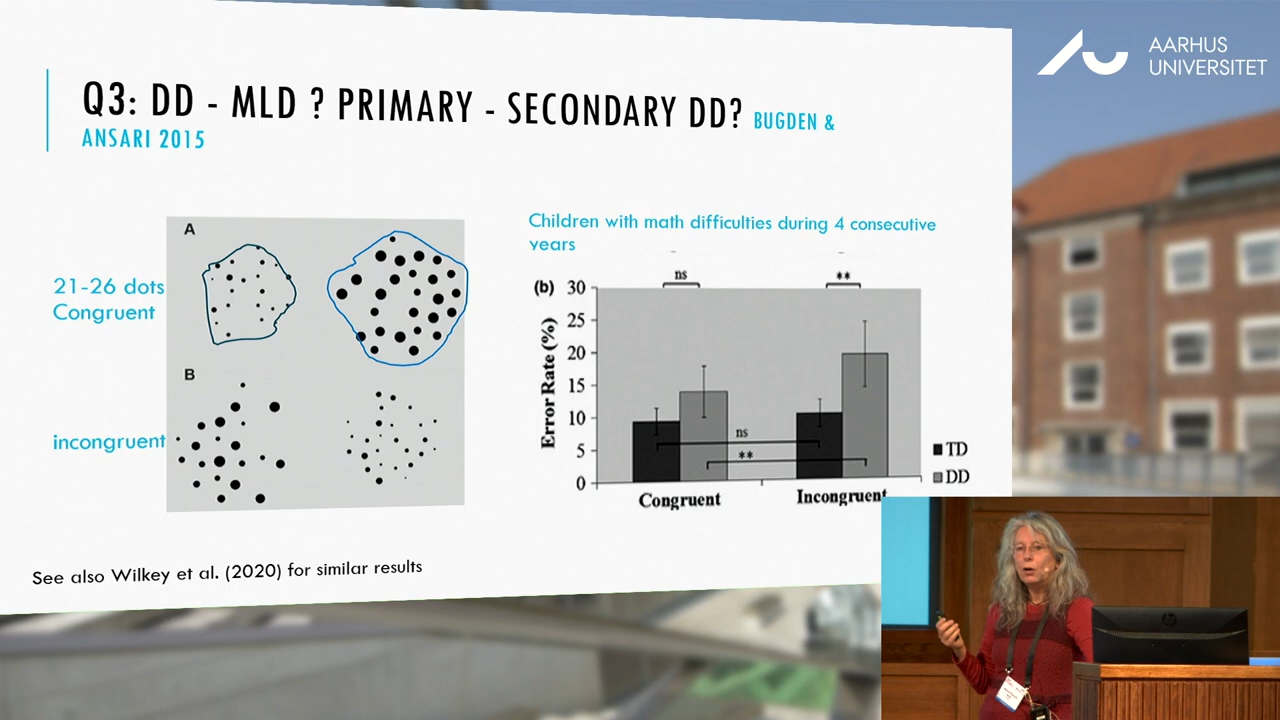 AARHUS
UNIVERSITET
Q3: DD - MLD ? PRIMARY - SECONDARY DD? BUGDEN &
ANSARI 2015
A
21-26 dots
Congruent
B
incongruent
Children with math difficulties during 4 consecutive
years
(b)
ns
**
Error Rate (%)
30
25
20
15
10
5
0
ns
**
Congruent
Incongruent
TD
DD
See also Wilkey et al. (2020) for similar results